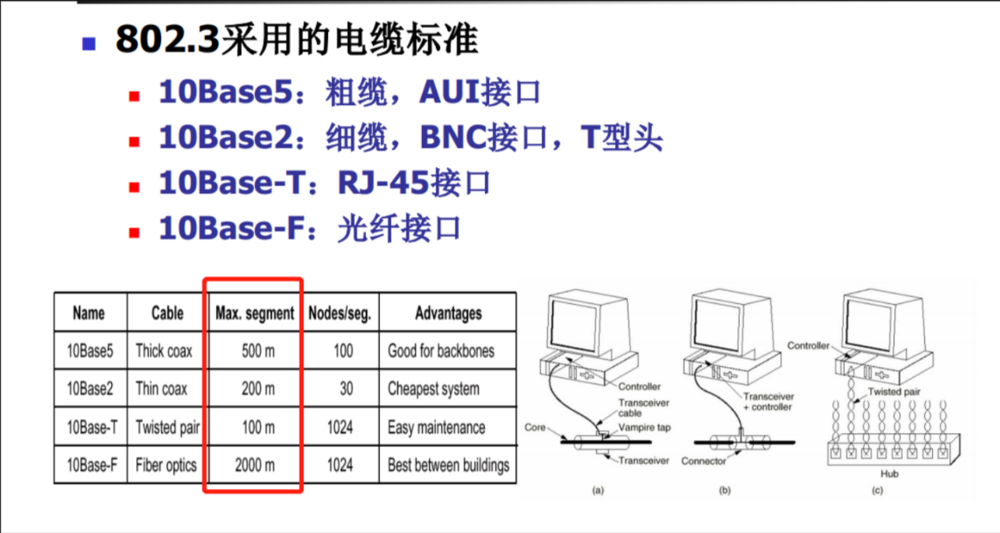 802.3采用的电缆标准
10Base5：粗缆，AUI接口
10Base2：细缆，BNC接口，T型头
10Base-T：RJ-45接口
10Base-F：光纤接口
Name Cable Max. segment Nodes/seg. Advantages
10Base5 Thick coax 500 m 100 Good for backbones
10Base2 Thin coax 200 m 30 Cheapest system
10Base-T Twisted pair 100 m 1024 Easy maintenance
10Base-F Fiber optics 2000 m 1024 Best between buildings
Controller
Transceiver
cable
Core
Vampire tap
Transceiver
(a)
Transceiver
+ controller
Connector
(b)
Controller
Twisted pair
Hub
(c)